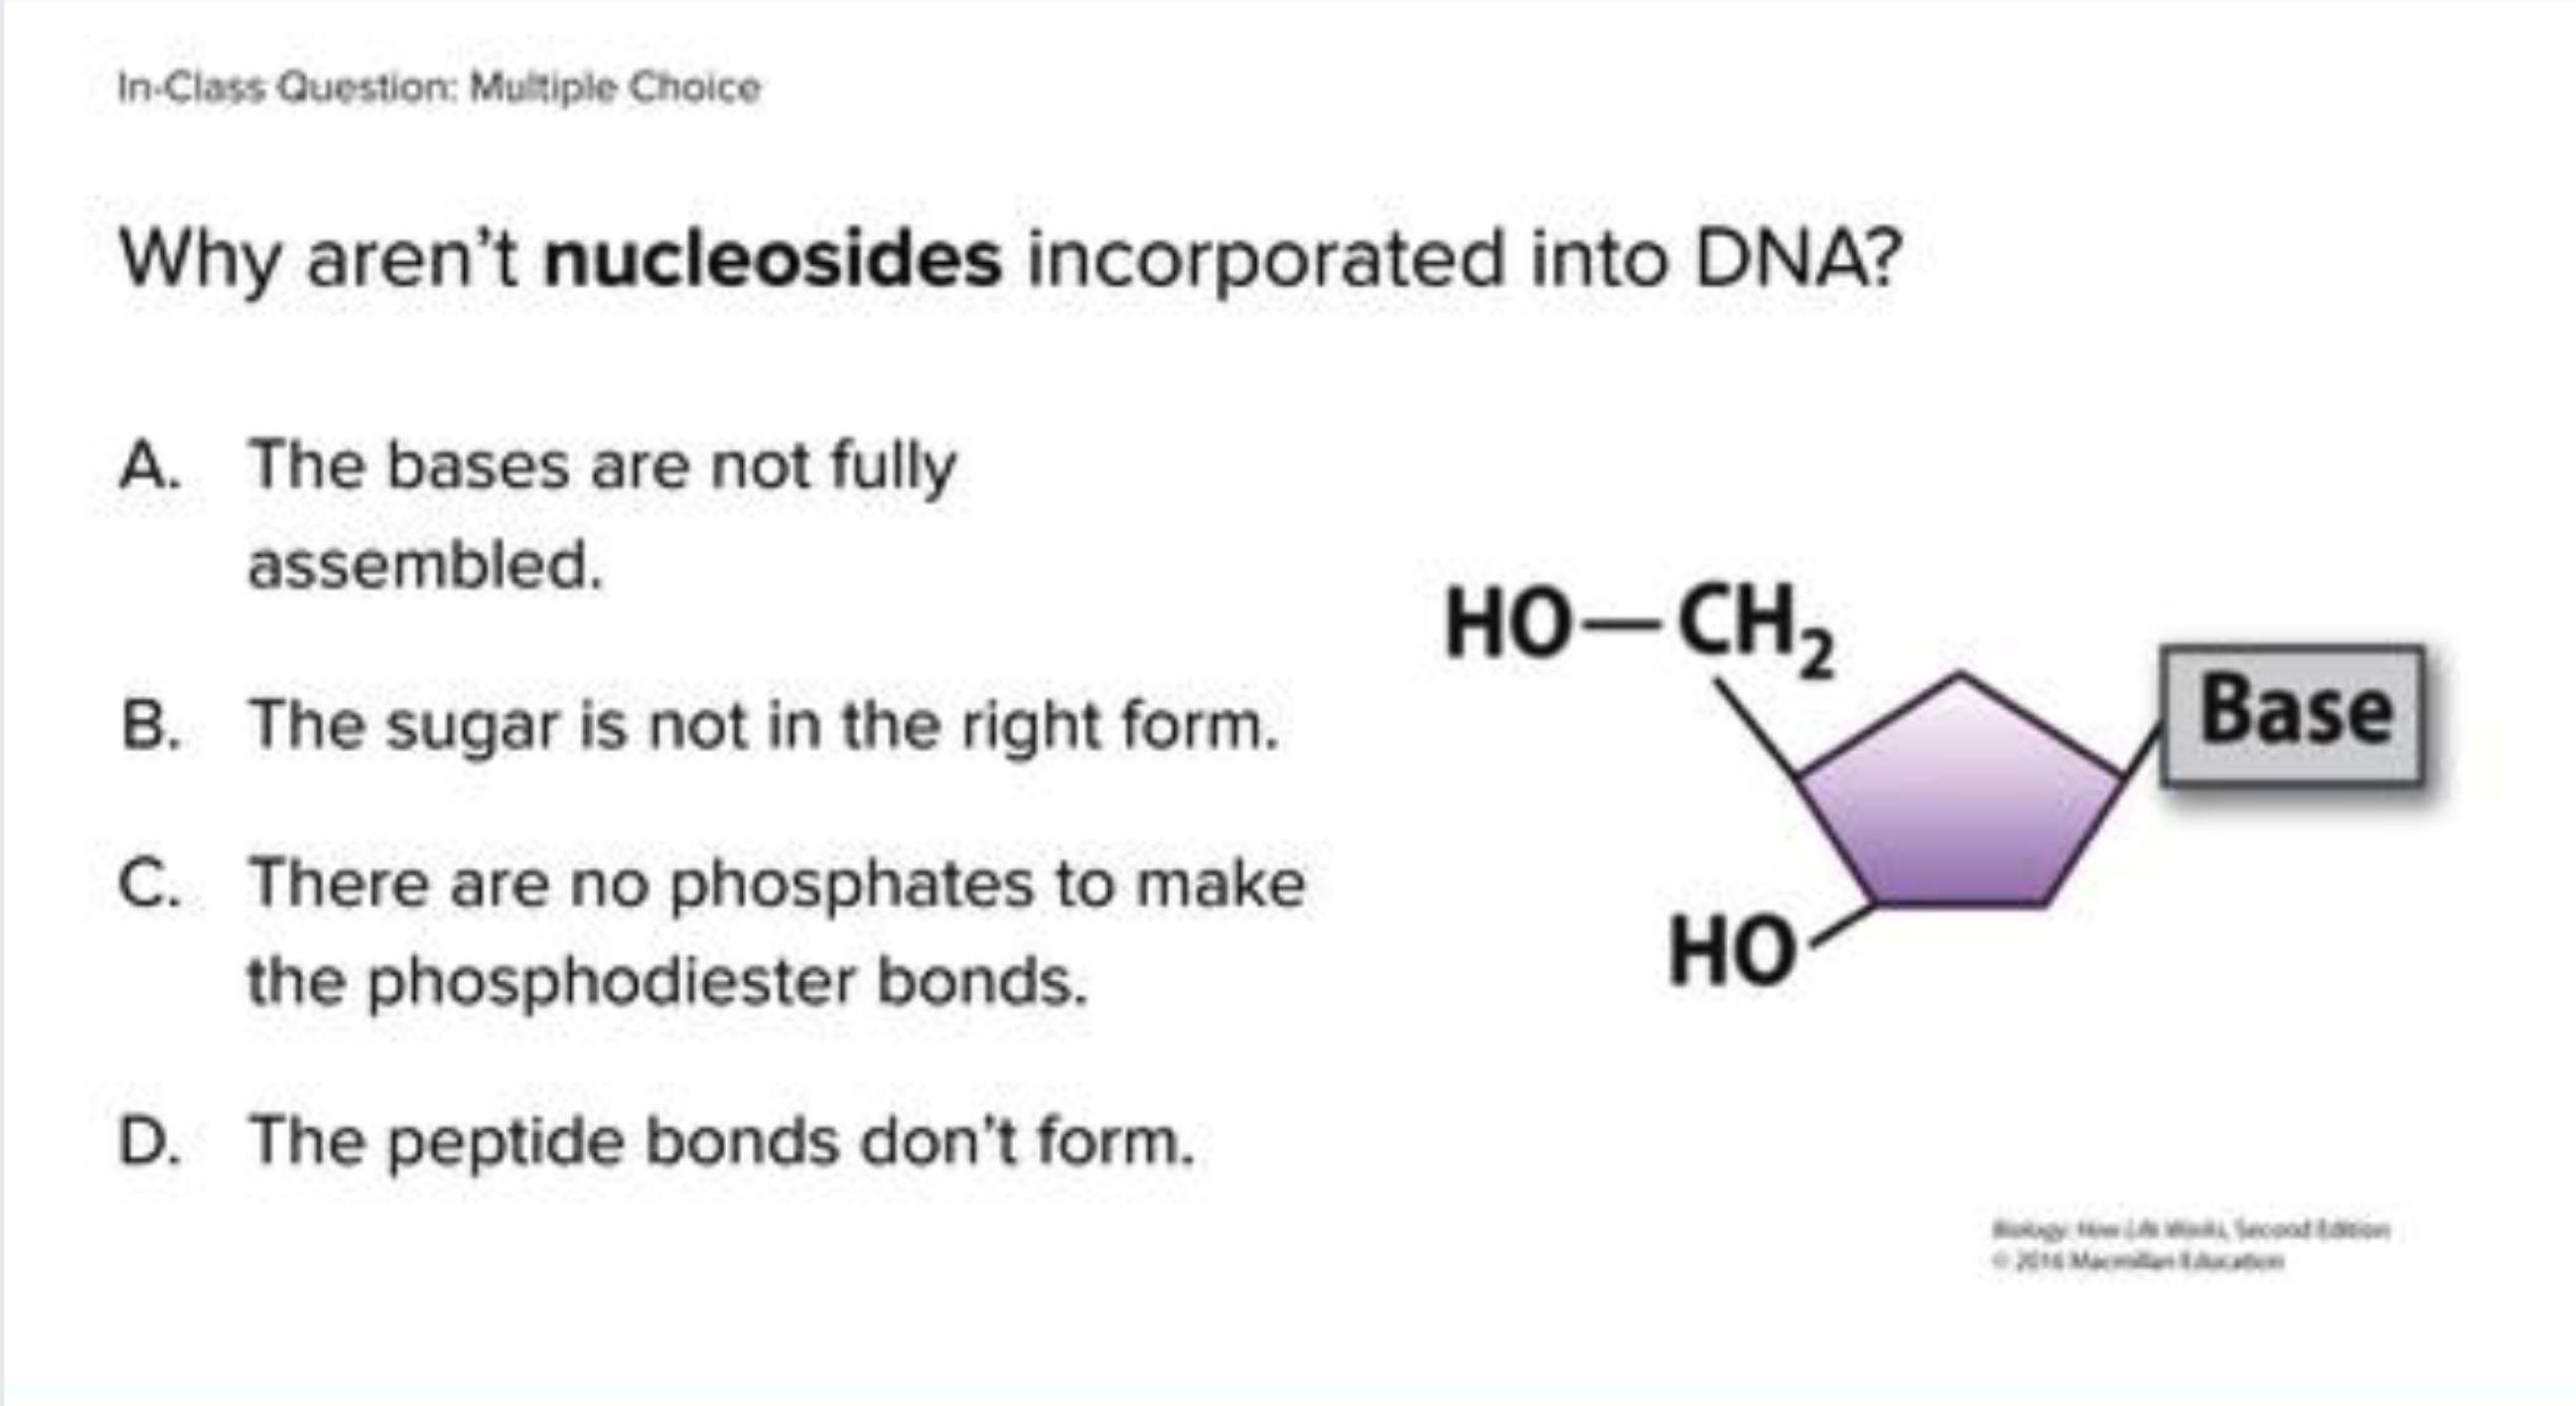 In-Class Question: Multiple Choice
Why aren't nucleosides incorporated into DNA?
A. The bases are not fully
assembled.
B. The sugar is not in the right form.
C. There are no phosphates to make
the phosphodiester bonds.
D. The peptide bonds don't form.
HO—CH₂
Base
HO
Biology: How Life Works, Second Edition
© 2016 Macmillan Education